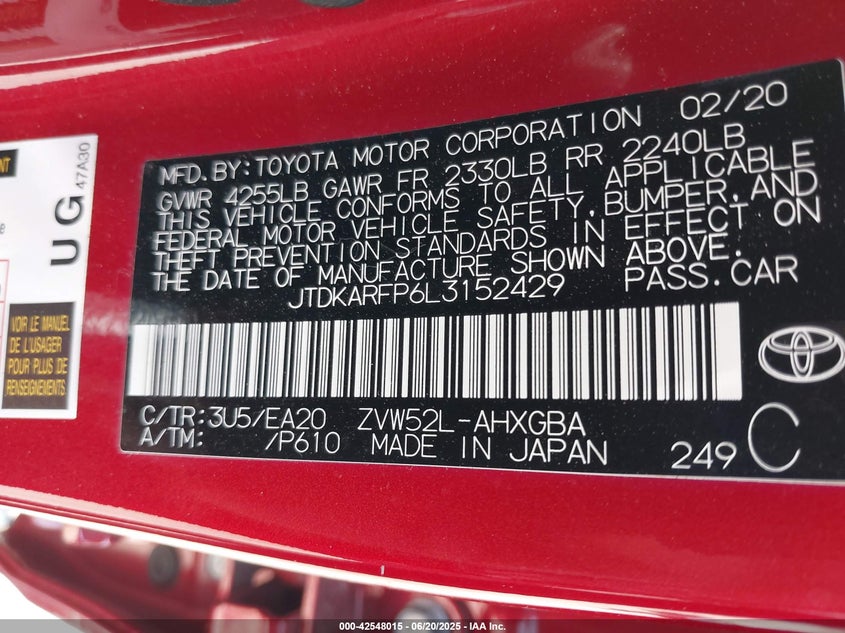 MFD. BY: TOYOTA MOTOR CORPORATION 02/20
GVWR 4255LB GAWR FR 2330LB RR 2240LB
THIS VEHICLE CONFORMS TO ALL APPLICABLE
FEDERAL MOTOR VEHICLE SAFETY, BUMPER, AND
THEFT PREVENTION STANDARDS IN EFFECT ON
THE DATE OF MANUFACTURE SHOWN ABOVE.
JTDKARFP6L3152429 PASS. CAR
C/TR: 3U5/EA20 ZVW52L-AHXGBA
A/TM: /P610 MADE IN JAPAN 249 C
UG
47A30
VOIR LE MANUEL
DE L'USAGER
POUR PLUS DE
RENSEIGNEMENTS
000-42548015 - 06/20/2025 - IAA Inc.